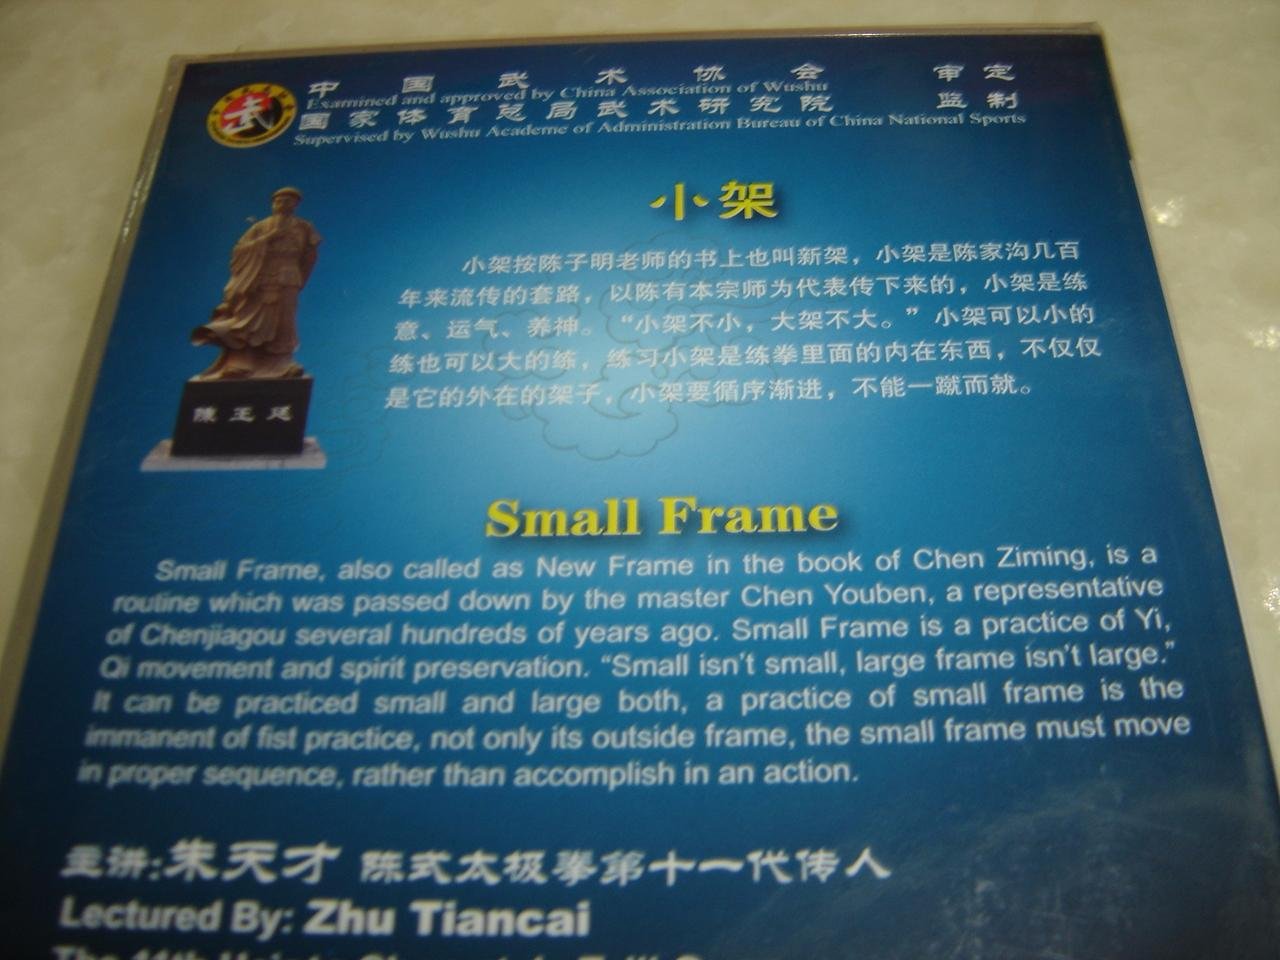 中国武术协会 审定
Examined and approved by China Association of Wushu
国家体育总局武术研究院 监制
Supervised by Wushu Academe of Administration Bureau of China National Sports
武
小架
小架按陈子明老师的书上也叫新架，小架是陈家沟几百
年来流传的套路，以陈有本宗师为代表传下来的，小架是练
意、运气、养神。“小架不小，大架不大。”小架可以小的
练也可以大的练，练习小架是练拳里面的内在东西，不仅仅
是它的外在的架子，小架要循序渐进，不能一蹴而就。
陳王廷
Small Frame
Small Frame, also called as New Frame in the book of Chen Ziming, is a
routine which was passed down by the master Chen Youben, a representative
of Chenjiagou several hundreds of years ago. Small Frame is a practice of Yi,
Qi movement and spirit preservation. “Small isn't small, large frame isn't large.”
It can be practiced small and large both, a practice of small frame is the
immanent of fist practice, not only its outside frame, the small frame must move
in proper sequence, rather than accomplish in an action.
主讲:朱天才 陈式太极拳第十一代传人
Lectured By: Zhu Tiancai
The 11th